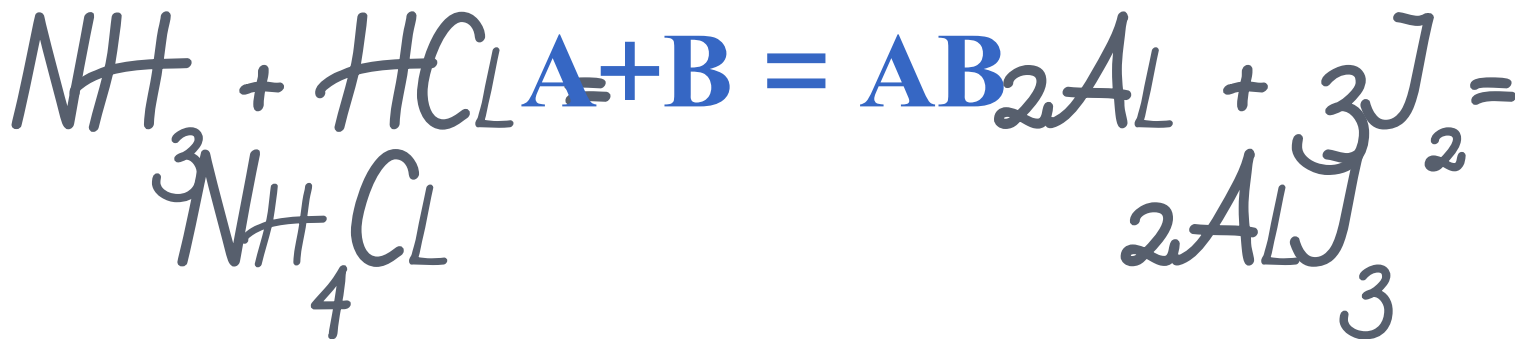 NH₃ + HCl =
NH₄Cl
A+B = AB
2Al + 3J₂ =
2AlJ₃